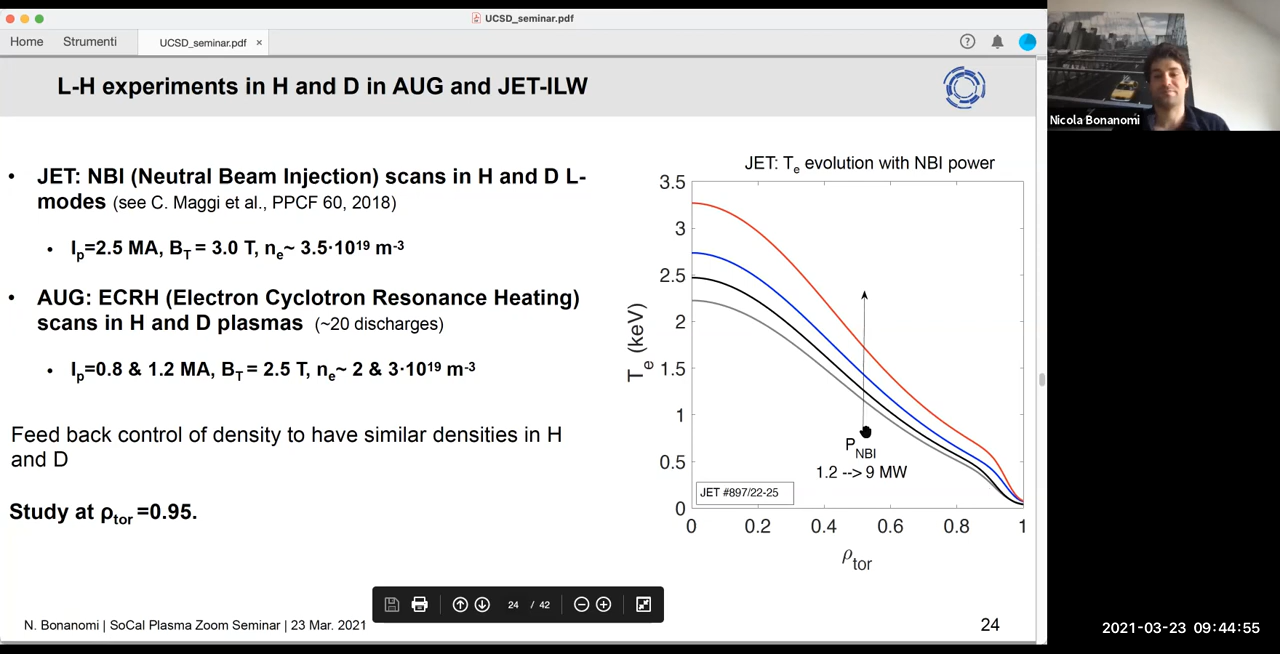 UCSD_seminar.pdf
Home Strumenti UCSD_seminar.pdf ×
?
L-H experiments in H and D in AUG and JET-ILW
• JET: NBI (Neutral Beam Injection) scans in H and D L-
modes (see C. Maggi et al., PPCF 60, 2018)
• Ip=2.5 MA, BT = 3.0 T, ne~ 3.5·10¹⁹ m⁻³
• AUG: ECRH (Electron Cyclotron Resonance Heating)
scans in H and D plasmas (~20 discharges)
• Ip=0.8 & 1.2 MA, BT = 2.5 T, ne~ 2 & 3·10¹⁹ m⁻³
Feed back control of density to have similar densities in H
and D
Study at ρtor =0.95.
JET: Te evolution with NBI power
3.5
3
2.5
2
1.5
1
0.5
0
Te (keV)
PNBI
1.2 --> 9 MW
JET #897/22-25
0 0.2 0.4 0.6 0.8 1
ρtor
24 / 42
N. Bonanomi | SoCal Plasma Zoom Seminar | 23 Mar. 2021
24
Nicola Bonanomi
2021-03-23 09:44:55